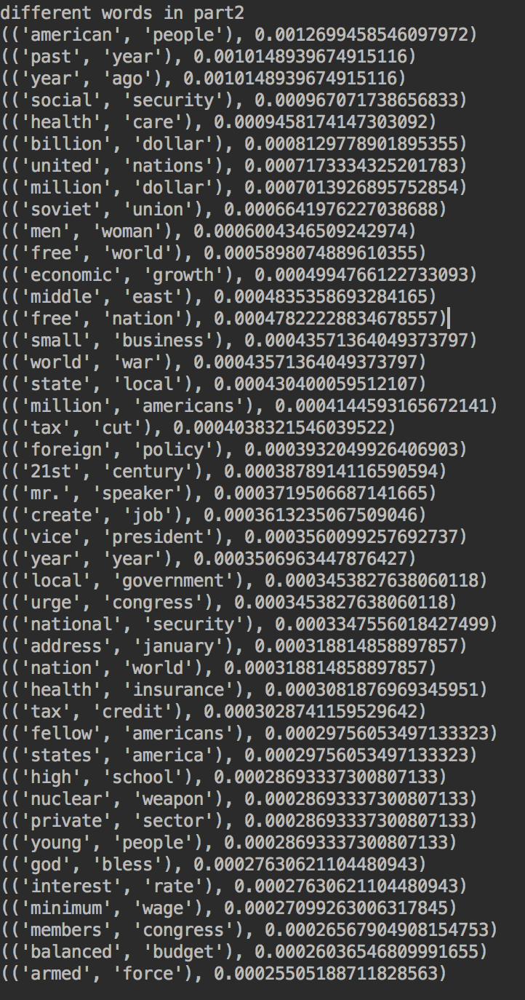 different words in part2
(('american', 'people'), 0.0012699458546097972)
(('past', 'year'), 0.0010148939674915116)
(('year', 'ago'), 0.0010148939674915116)
(('social', 'security'), 0.000967071738656833)
(('health', 'care'), 0.0009458174147303092)
(('billion', 'dollar'), 0.0008129778901895355)
(('united', 'nations'), 0.0007173334325201783)
(('million', 'dollar'), 0.0007013926895752854)
(('soviet', 'union'), 0.0006641976227038688)
(('men', 'woman'), 0.0006004346509242974)
(('free', 'world'), 0.0005898074889610355)
(('economic', 'growth'), 0.0004994766122733093)
(('middle', 'east'), 0.0004835358693284165)
(('free', 'nation'), 0.00047822228834678557)
(('small', 'business'), 0.00043571364049373797)
(('world', 'war'), 0.00043571364049373797)
(('state', 'local'), 0.000430400059512107)
(('million', 'americans'), 0.0004144593165672141)
(('tax', 'cut'), 0.0004038321546039522)
(('foreign', 'policy'), 0.0003932049926406903)
(('21st', 'century'), 0.00038789141165​90594)
(('mr.', 'speaker'), 0.0003719506687141665)
(('create', 'job'), 0.0003613235067509046)
(('vice', 'president'), 0.0003560099257692737)
(('year', 'year'), 0.0003506963447876427)
(('local', 'government'), 0.0003453827638060118)
(('urge', 'congress'), 0.0003453827638060118)
(('national', 'security'), 0.00033475560184​27499)
(('address', 'january'), 0.000318814858897857)
(('nation', 'world'), 0.000318814858897857)
(('health', 'insurance'), 0.0003081876969345951)
(('tax', 'credit'), 0.0003028741159529642)
(('fellow', 'americans'), 0.00029756053497133323)
(('states', 'america'), 0.00029756053497133323)
(('high', 'school'), 0.00028693337300807133)
(('nuclear', 'weapon'), 0.00028693337300807133)
(('private', 'sector'), 0.00028693337300807133)
(('young', 'people'), 0.00028693337300807133)
(('god', 'bless'), 0.00027630621104480943)
(('interest', 'rate'), 0.00027630621104480943)
(('minimum', 'wage'), 0.00027099263006317845)
(('members', 'congress'), 0.00026567904908154753)
(('balanced', 'budget'), 0.00026036546809991655)
(('armed', 'force'), 0.00025505188711828563)